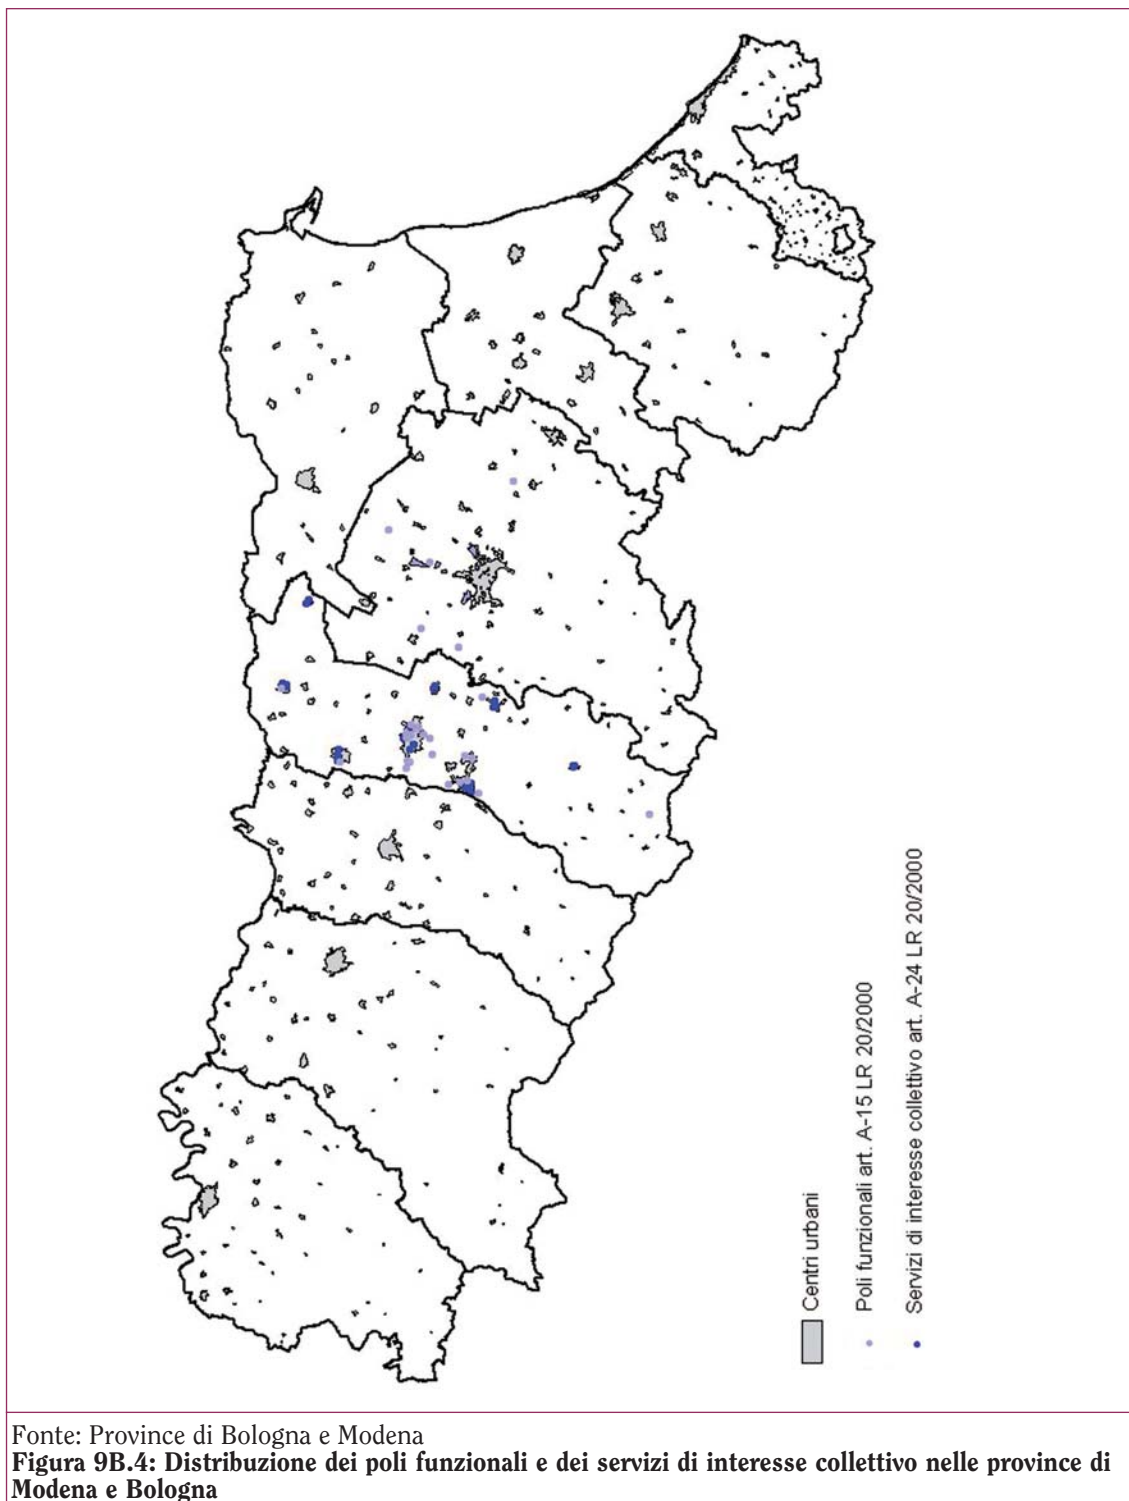 Centri urbani
Poli funzionali art. A-15 LR 20/2000
Servizi di interesse collettivo art. A-24 LR 20/2000
Fonte: Province di Bologna e Modena
Figura 9B.4: Distribuzione dei poli funzionali e dei servizi di interesse collettivo nelle province di
Modena e Bologna